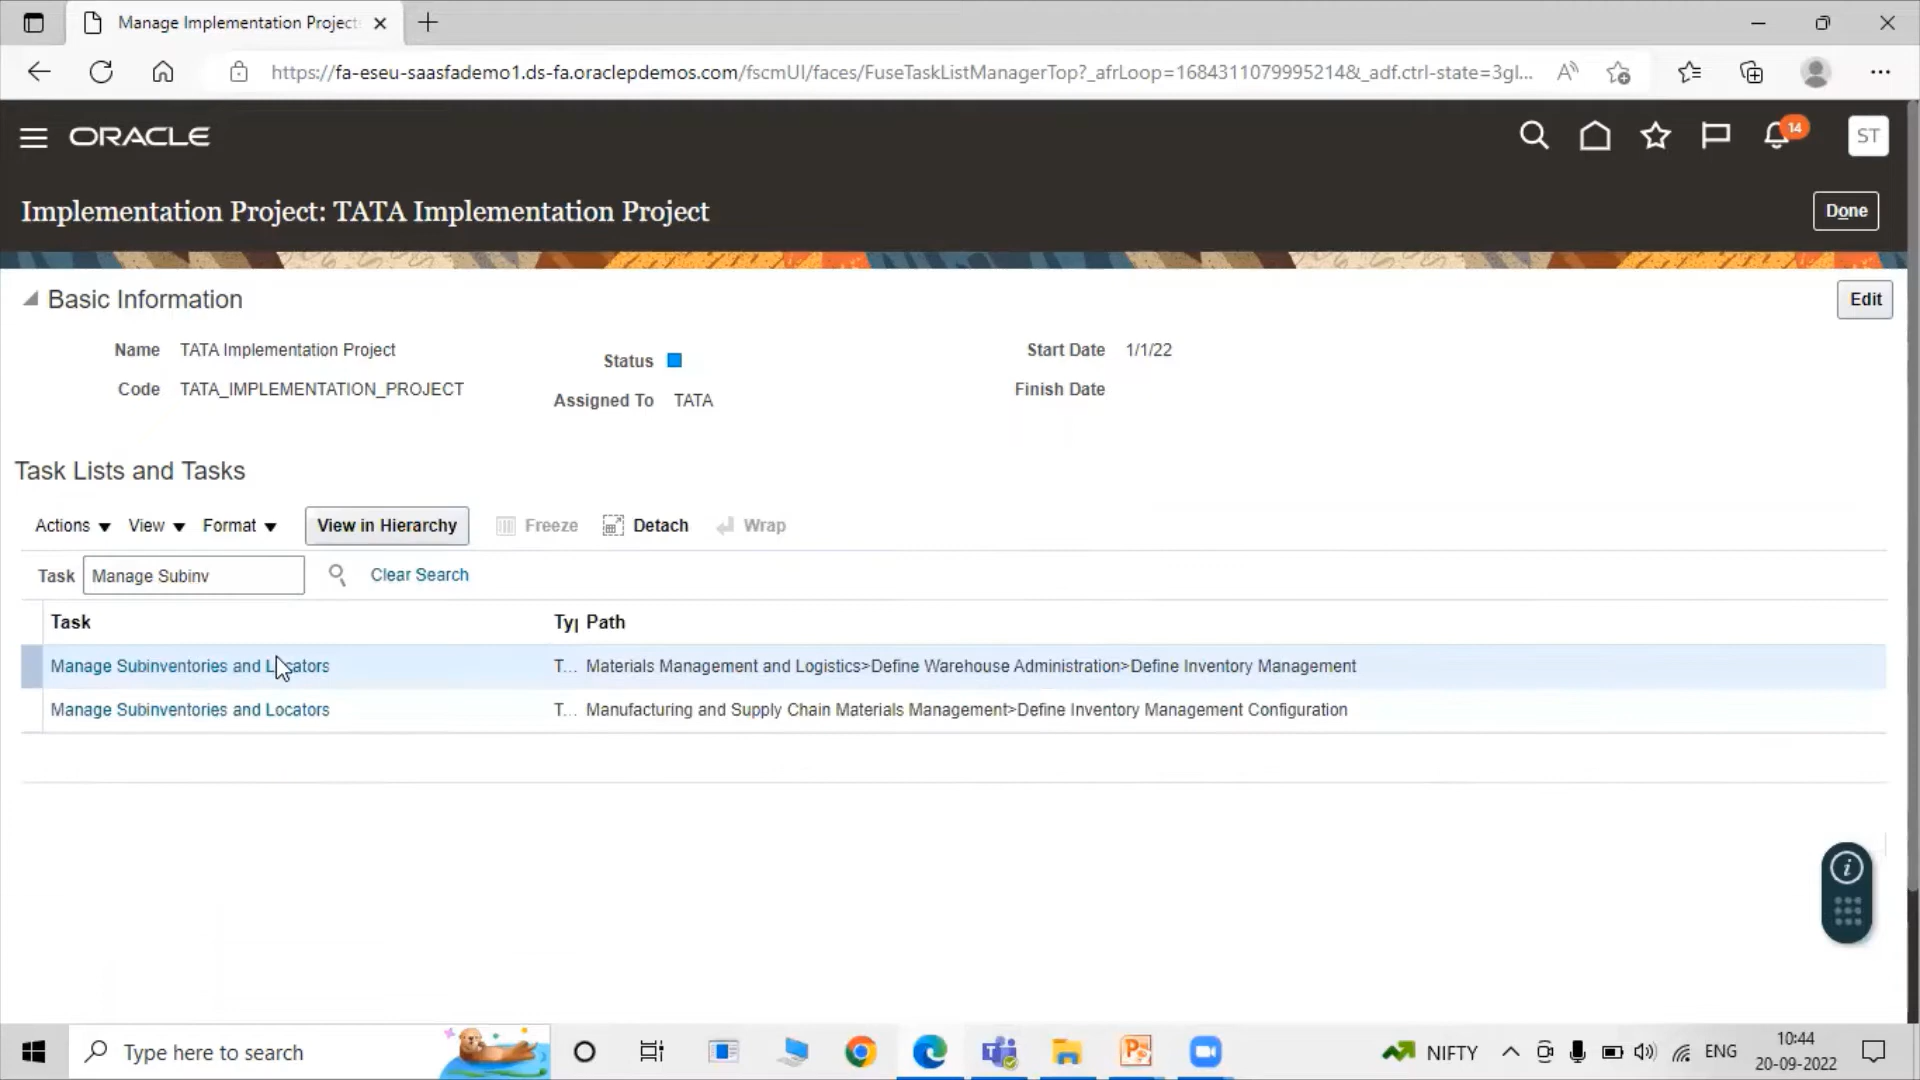 Manage Implementation Project:
https://fa-eseu-saasfademo1.ds-fa.oraclepdemos.com/fscmUI/faces/FuseTaskListManagerTop?_afrLoop=1684311079995214&_adf.ctrl-state=3gl...
ORACLE
14
ST
Implementation Project: TATA Implementation Project
Done
Basic Information
Edit
Name TATA Implementation Project
Status
Start Date 1/1/22
Code TATA_IMPLEMENTATION_PROJECT
Assigned To TATA
Finish Date
Task Lists and Tasks
Actions View Format View in Hierarchy Freeze Detach Wrap
Task Manage Subinv Clear Search
Task Typ Path
Manage Subinventories and Locators T... Materials Management and Logistics>Define Warehouse Administration>Define Inventory Management
Manage Subinventories and Locators T... Manufacturing and Supply Chain Materials Management>Define Inventory Management Configuration
Type here to search
NIFTY
ENG
10:44
20-09-2022